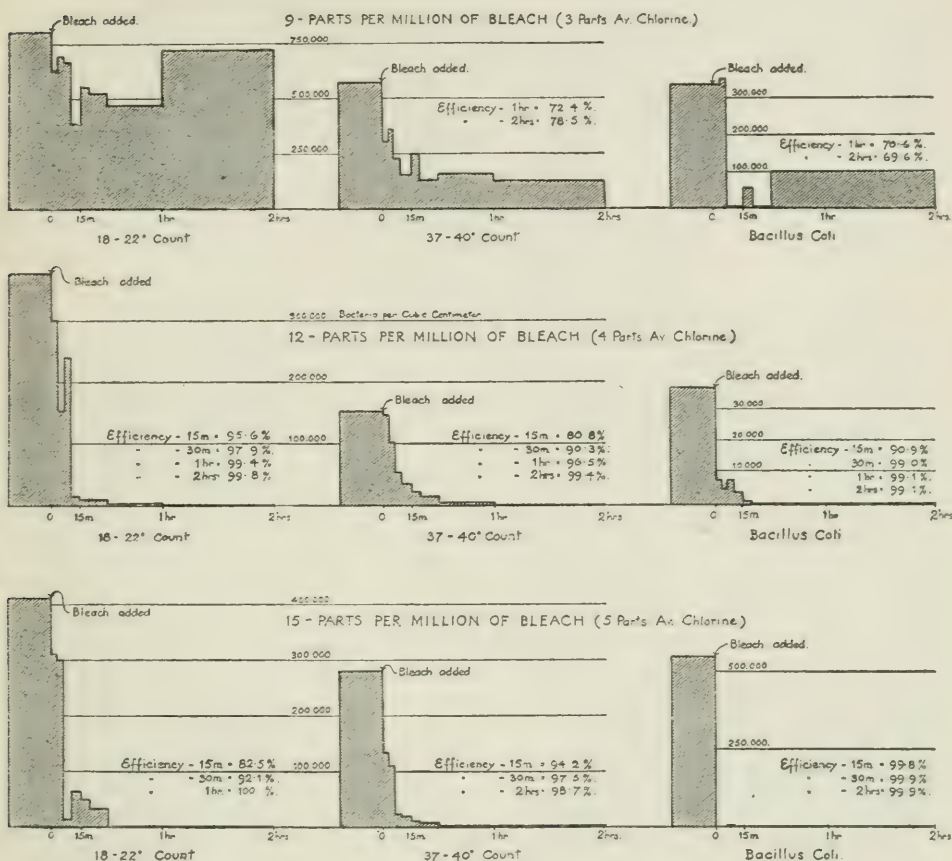 9 - PARTS PER MILLION OF BLEACH (3 Parts Av. Chlorine.)
Bleach added.
750,000
500,000
250,000
0 15m 1hr 2hrs
18 - 22° Count
Bleach added.
Efficiency - 1hr = 72.4%.
" - 2hrs = 78.5%.
0 15m 1hr 2hrs.
37-40° Count
Bleach added.
300,000
200,000
100,000
Efficiency - 1hr = 70.6%.
" - 2hrs = 69.6%.
15m 1hr 2hrs.
Bacillus Coli
Bleach added
300,000 Bacteria per Cubic Centimeter
12 - PARTS PER MILLION OF BLEACH (4 Parts Av Chlorine)
200,000
100,000
Efficiency - 15m = 95.6%
" - 30m = 97.9%
" - 1hr = 99.4%
" - 2hrs = 99.8%
0 15m 1hr 2hrs
18 - 22° Count
Bleach added
Efficiency - 15m = 80.8%
" - 30m = 90.3%
" - 1hr = 96.5%
" - 2hrs = 99.4%
0 15m 1hr 2hrs
37 - 40° Count
Bleach added.
30,000
20,000
10,000
Efficiency - 15m = 90.9%
" - 30m = 99.0%
" - 1hr = 99.1%
" - 2hrs = 99.1%
0 15m 1hr 2hrs
Bacillus Coli
Bleach added
400,000
15 - PARTS PER MILLION OF BLEACH (5 Parts Av. Chlorine)
300,000
200,000
100,000
Efficiency - 15m = 82.5%
" - 30m = 92.1%
" - 1hr = 100 %.
0 15m 1hr 2hrs
18 - 22° Count
Bleach added
Efficiency - 15m = 94.2%
" - 30m = 97.5%
" - 2hr = 98.7%.
0 15m 1hr 2hrs
37 - 40° Count
Bleach added.
500,000
250,000.
Efficiency - 15m = 99.8%
" - 30m = 99.9%
" - 2hr = 99.9%.
0 15m 1hr 2hrs
Bacillus Coli.